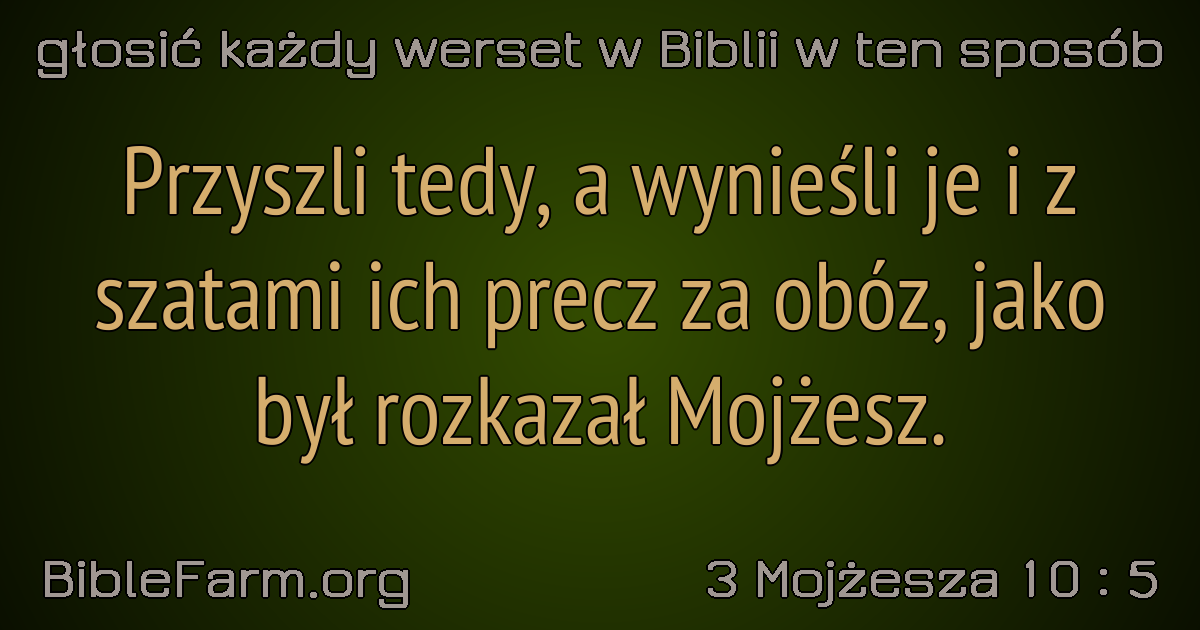 głosić każdy werset w Biblii w ten sposób
Przyszli tedy, a wynieśli je i z
szatami ich precz za obóz, jako
był rozkazał Mojżesz.
BibleFarm.org
3 Mojżesza 10 : 5